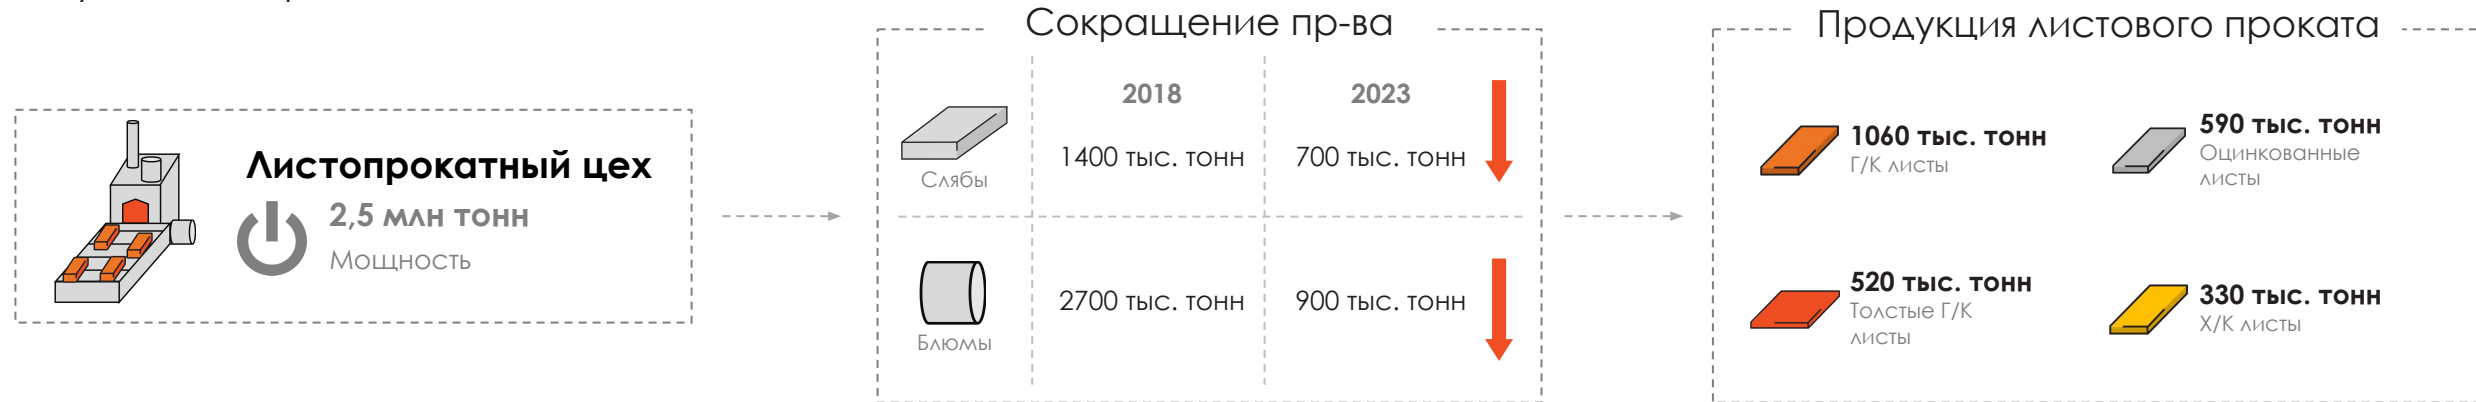 Листопрокатный цех
2,5 млн тонн
Мощность
Сокращение пр-ва
2018
2023
Слябы
1400 тыс. тонн
700 тыс. тонн
Блюмы
2700 тыс. тонн
900 тыс. тонн
Продукция листового проката
1060 тыс. тонн
Г/К листы
590 тыс. тонн
Оцинкованные
листы
520 тыс. тонн
Толстые Г/К
листы
330 тыс. тонн
Х/К листы